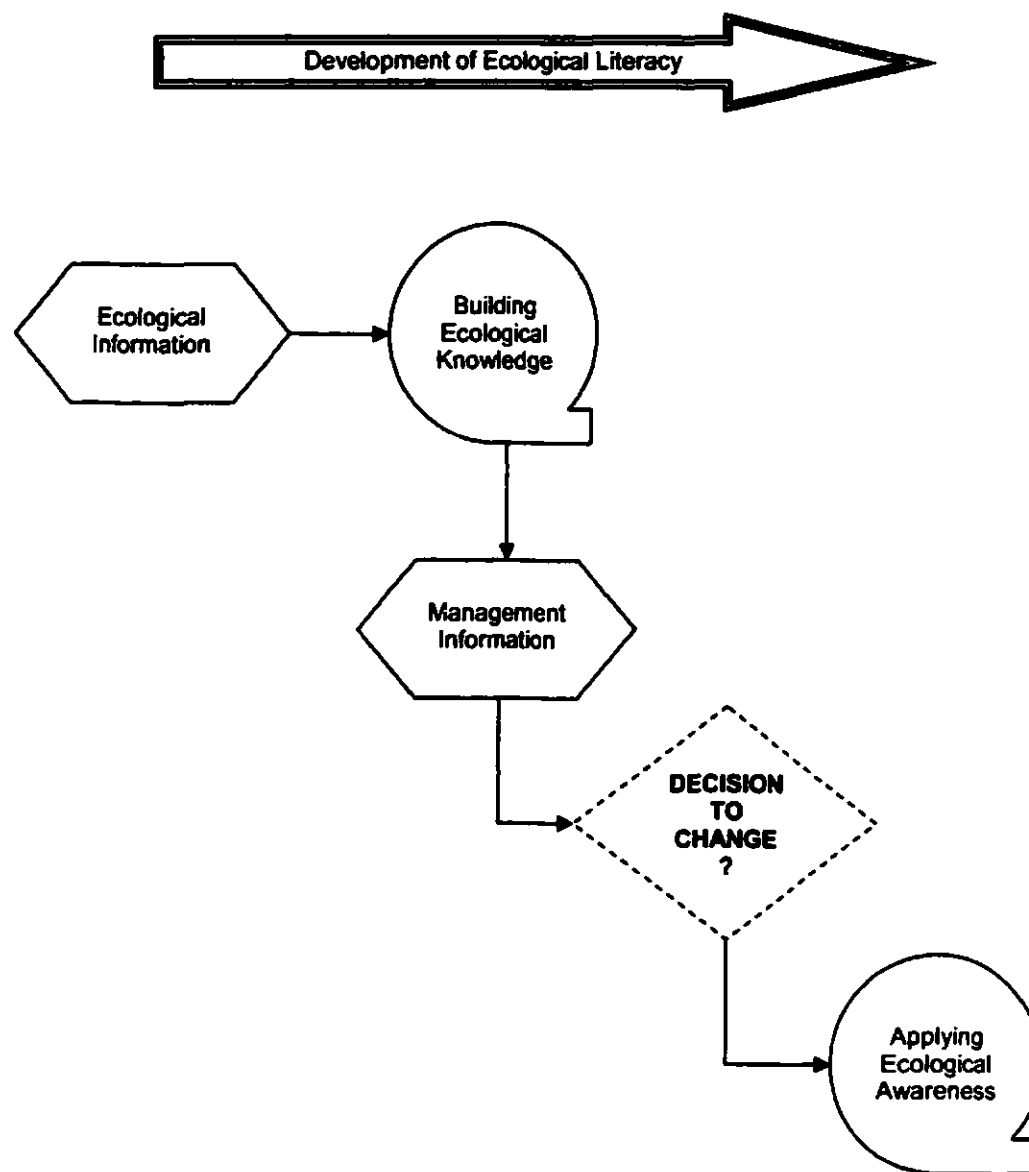 Development of Ecological Literacy
Ecological
Information
Building
Ecological
Knowledge
Management
Information
DECISION
TO
CHANGE
?
Applying
Ecological
Awareness